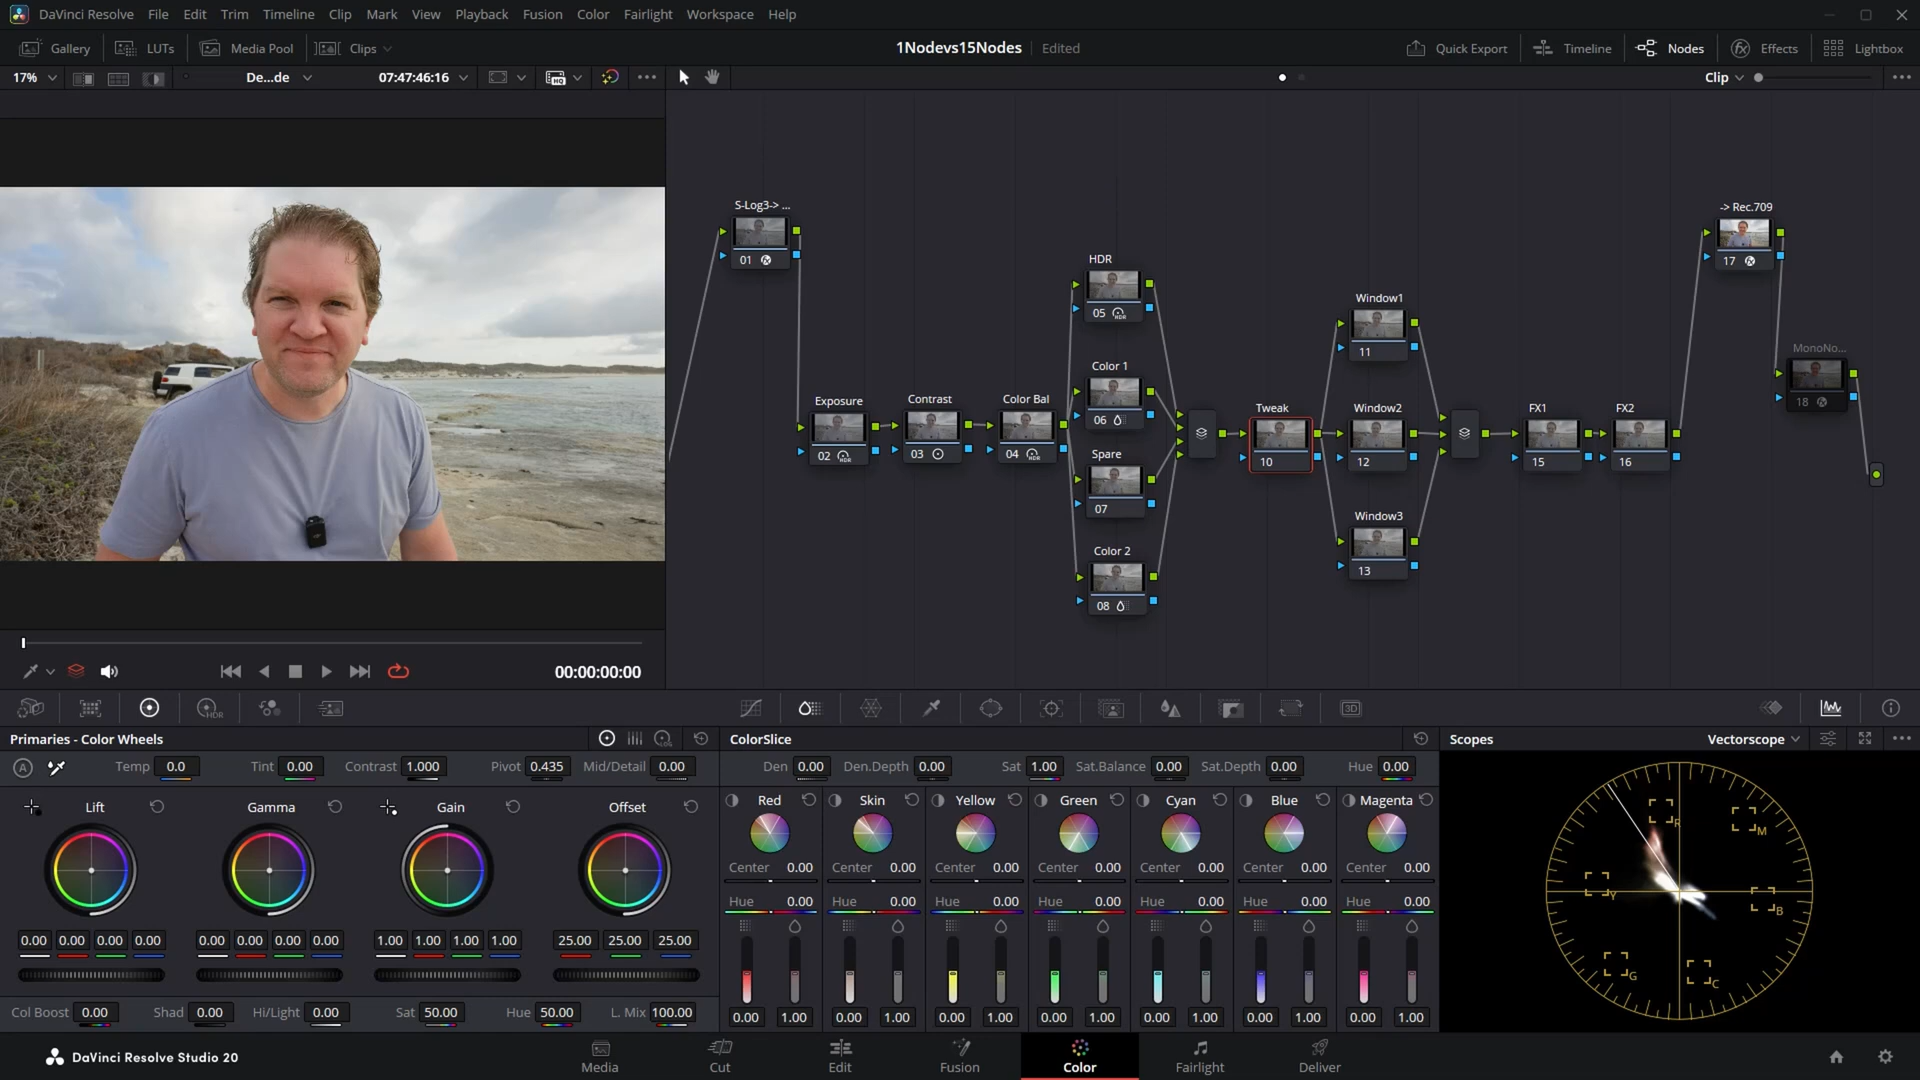 DaVinci Resolve File Edit Trim Timeline Clip Mark View Playback Fusion Color Fairlight Workspace Help
Gallery LUTs Media Pool Clips 1Nodevs15Nodes Edited Quick Export Timeline Nodes Effects Lightbox
17% De...de 07:47:46:16 HQ Clip
S-Log3-> ...
01
-> Rec.709
17
HDR
05 HDR
Window1
11
MonoNo...
18
Color 1
06
Exposure
02 HDR
Contrast
03
Color Bal
04 HDR
Tweak
10
Window2
12
FX1
15
FX2
16
Spare
07
Window3
13
Color 2
08
00:00:00:00
HDR 3D
Primaries - Color Wheels
LOG
A Temp 0.0 Tint 0.00 Contrast 1.000 Pivot 0.435 Mid/Detail 0.00
Lift Gamma Gain Offset
0.00 0.00 0.00 0.00 0.00 0.00 0.00 0.00 1.00 1.00 1.00 1.00 25.00 25.00 25.00
Col Boost 0.00 Shad 0.00 Hi/Light 0.00 Sat 50.00 Hue 50.00 L. Mix 100.00
ColorSlice
Den 0.00 Den.Depth 0.00 Sat 1.00 Sat.Balance 0.00 Sat.Depth 0.00 Hue 0.00
Red Skin Yellow Green Cyan Blue Magenta
Center 0.00 Center 0.00 Center 0.00 Center 0.00 Center 0.00 Center 0.00 Center 0.00
Hue 0.00 Hue 0.00 Hue 0.00 Hue 0.00 Hue 0.00 Hue 0.00 Hue 0.00
0.00 1.00 0.00 1.00 0.00 1.00 0.00 1.00 0.00 1.00 0.00 1.00 0.00 1.00
Scopes Vectorscope
R M
Y B
G C
DaVinci Resolve Studio 20
Media Cut Edit Fusion Color Fairlight Deliver